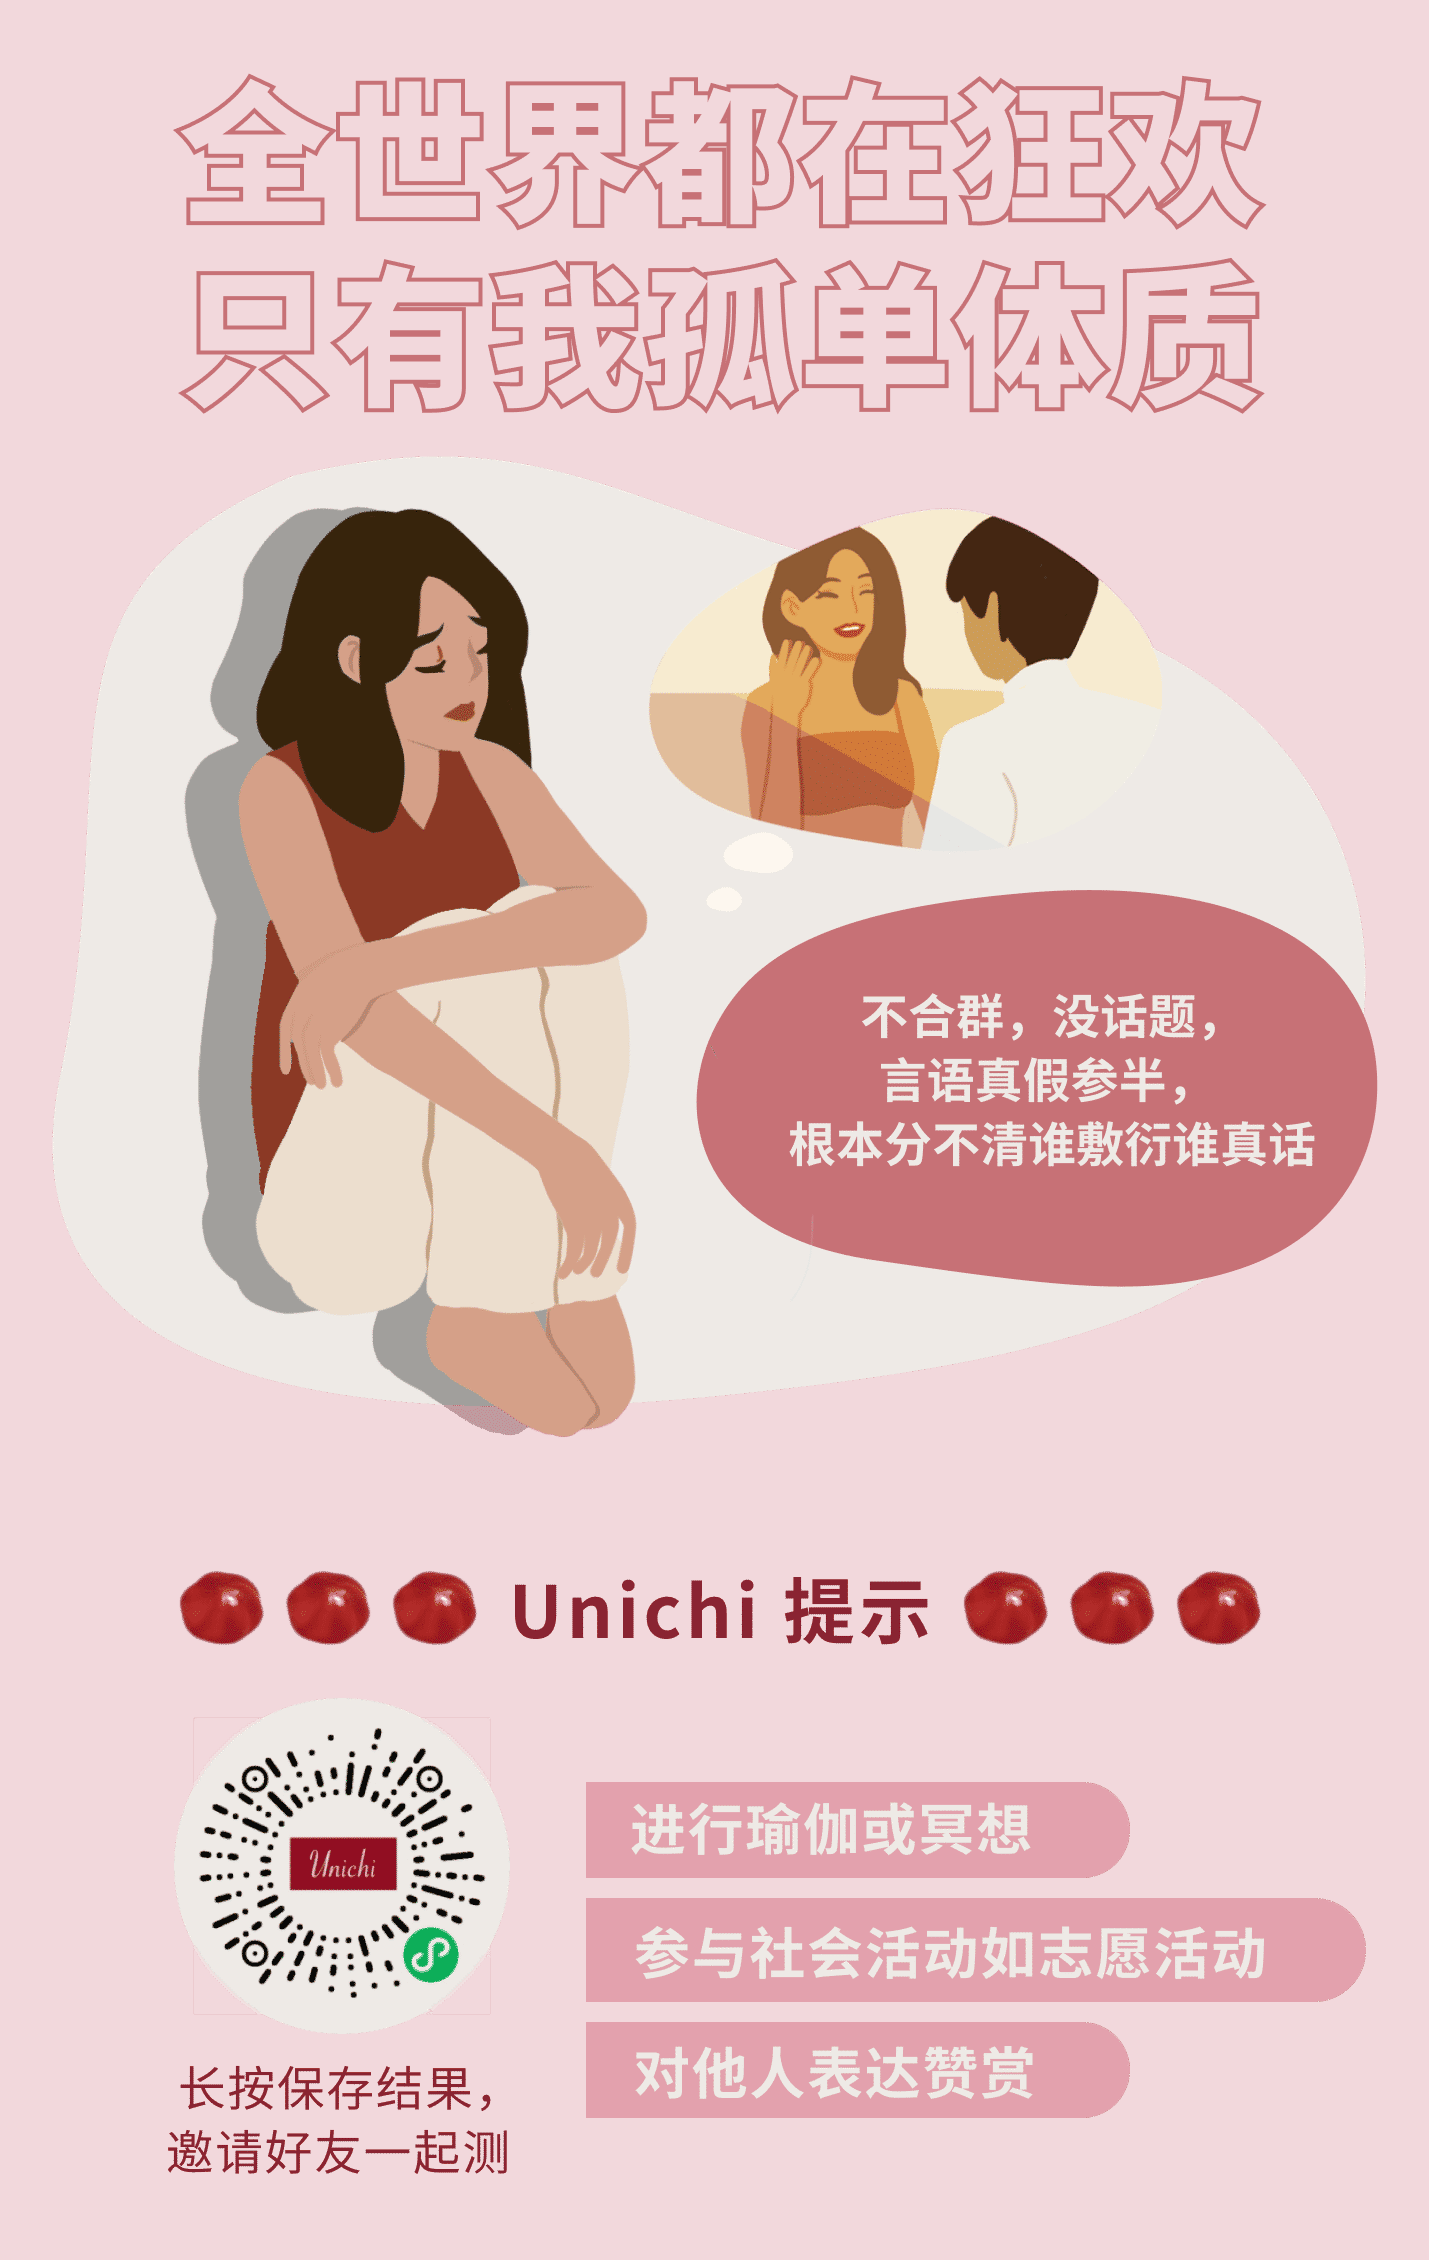 全世界都在狂欢
只有我孤单体质
不合群，没话题，
言语真假参半，
根本分不清谁敷衍谁真话
Unichi 提示
Unichi
进行瑜伽或冥想
参与社会活动如志愿活动
对他人表达赞赏
长按保存结果，
邀请好友一起测